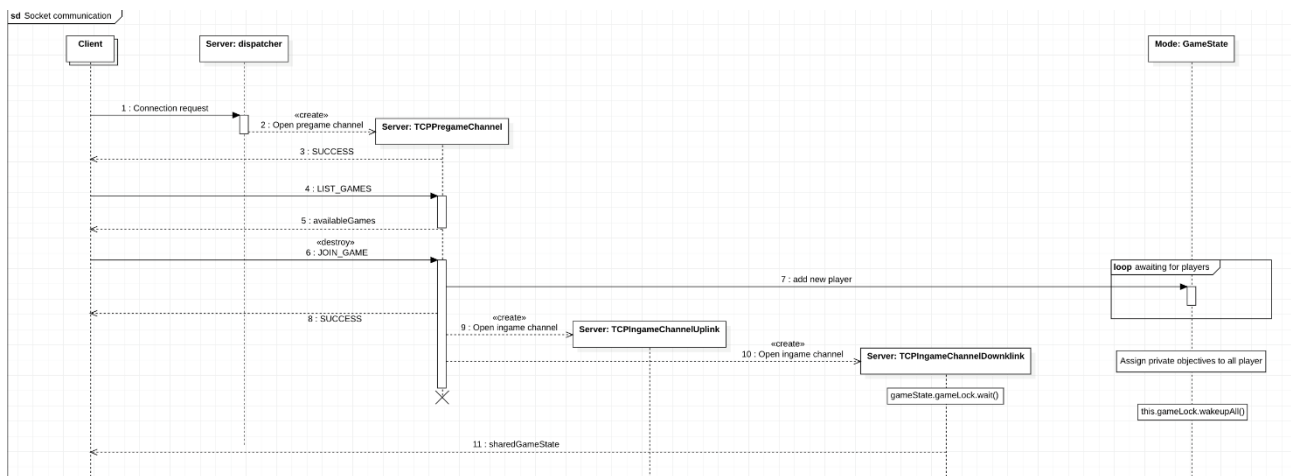 sd Socket communication
Client
Server: dispatcher
Mode: GameState
1 : Connection request
«create»
2 : Open pregame channel
Server: TCPPregameChannel
3 : SUCCESS
4 : LIST_GAMES
5 : availableGames
«destroy»
6 : JOIN_GAME
loop awaiting for players
7 : add new player
8 : SUCCESS
«create»
9 : Open ingame channel
Server: TCPIngameChannelUplink
«create»
10 : Open ingame channel
Server: TCPIngameChannelDownklink
Assign private objectives to all player
gameState.gameLock.wait()
this.gameLock.wakeupAll()
11 : sharedGameState